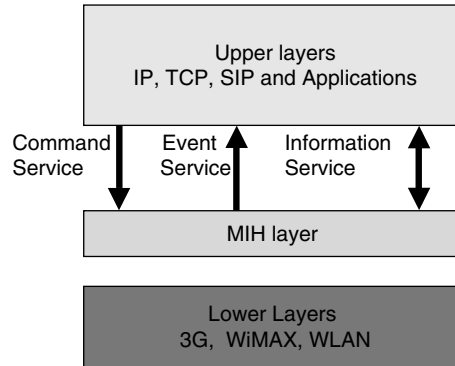 Upper layers
IP, TCP, SIP and Applications
Command Service
Event Service
Information Service
MIH layer
Lower Layers
3G, WiMAX, WLAN